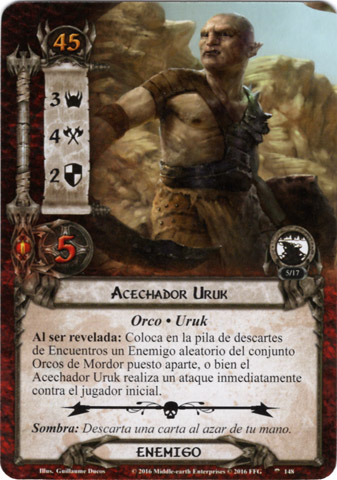 45
3
4
2
5
5/17
Acechador Uruk
Orco • Uruk
Al ser revelada: Coloca en la pila de descartes
de Encuentros un Enemigo aleatorio del conjunto
Orcos de Mordor puesto aparte, o bien el
Acechador Uruk realiza un ataque inmediatamente
contra el jugador inicial.
Sombra: Descarta una carta al azar de tu mano.
ENEMIGO
Illus. Guillaume Ducos © 2016 Middle-earth Enterprises © 2016 FFG 148